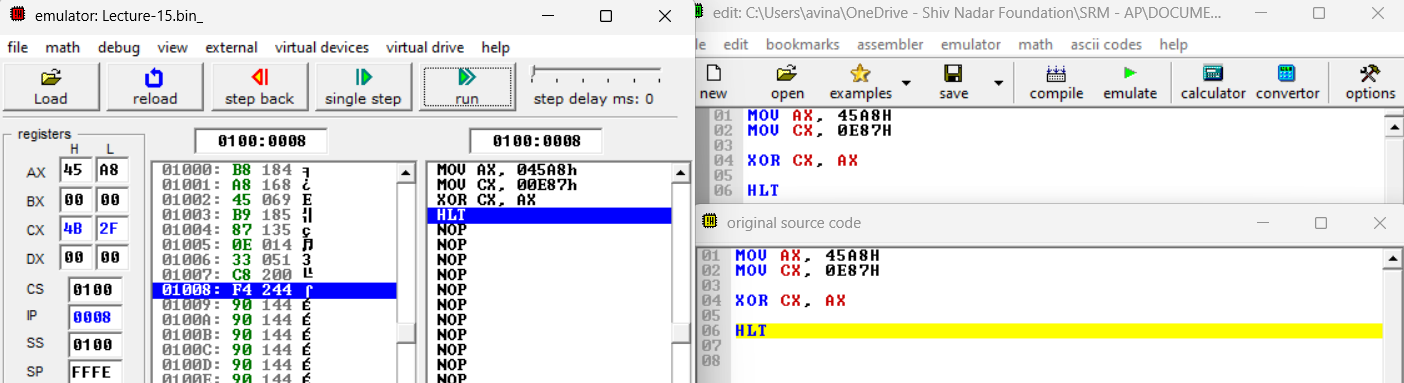 emulator: Lecture-15.bin_
file math debug view external virtual devices virtual drive help
Load reload step back single step run step delay ms: 0
registers
H L
AX 45 A8
BX 00 00
CX 4B 2F
DX 00 00
CS 0100
IP 0008
SS 0100
SP FFFE
0100:0008
01000: B8 184 ╕
01001: A8 168 ¿
01002: 45 069 E
01003: B9 185 ╣
01004: 87 135 ç
01005: 0E 014 ♫
01006: 33 051 3
01007: C8 200 ╚
01008: F4 244 ⌠
01009: 90 144 É
0100A: 90 144 É
0100B: 90 144 É
0100C: 90 144 É
0100D: 90 144 É
0100E: 90 144 É
0100:0008
MOV AX, 045A8h
MOV CX, 00E87h
XOR CX, AX
HLT
NOP
NOP
NOP
NOP
NOP
NOP
NOP
NOP
NOP
NOP
NOP
edit: C:\Users\avina\OneDrive - Shiv Nadar Foundation\SRM - AP\DOCUME...
le edit bookmarks assembler emulator math ascii codes help
new open examples save compile emulate calculator convertor options
01 MOV AX, 45A8H
02 MOV CX, 0E87H
03
04 XOR CX, AX
05
06 HLT
original source code
01 MOV AX, 45A8H
02 MOV CX, 0E87H
03
04 XOR CX, AX
05
06 HLT
07
08